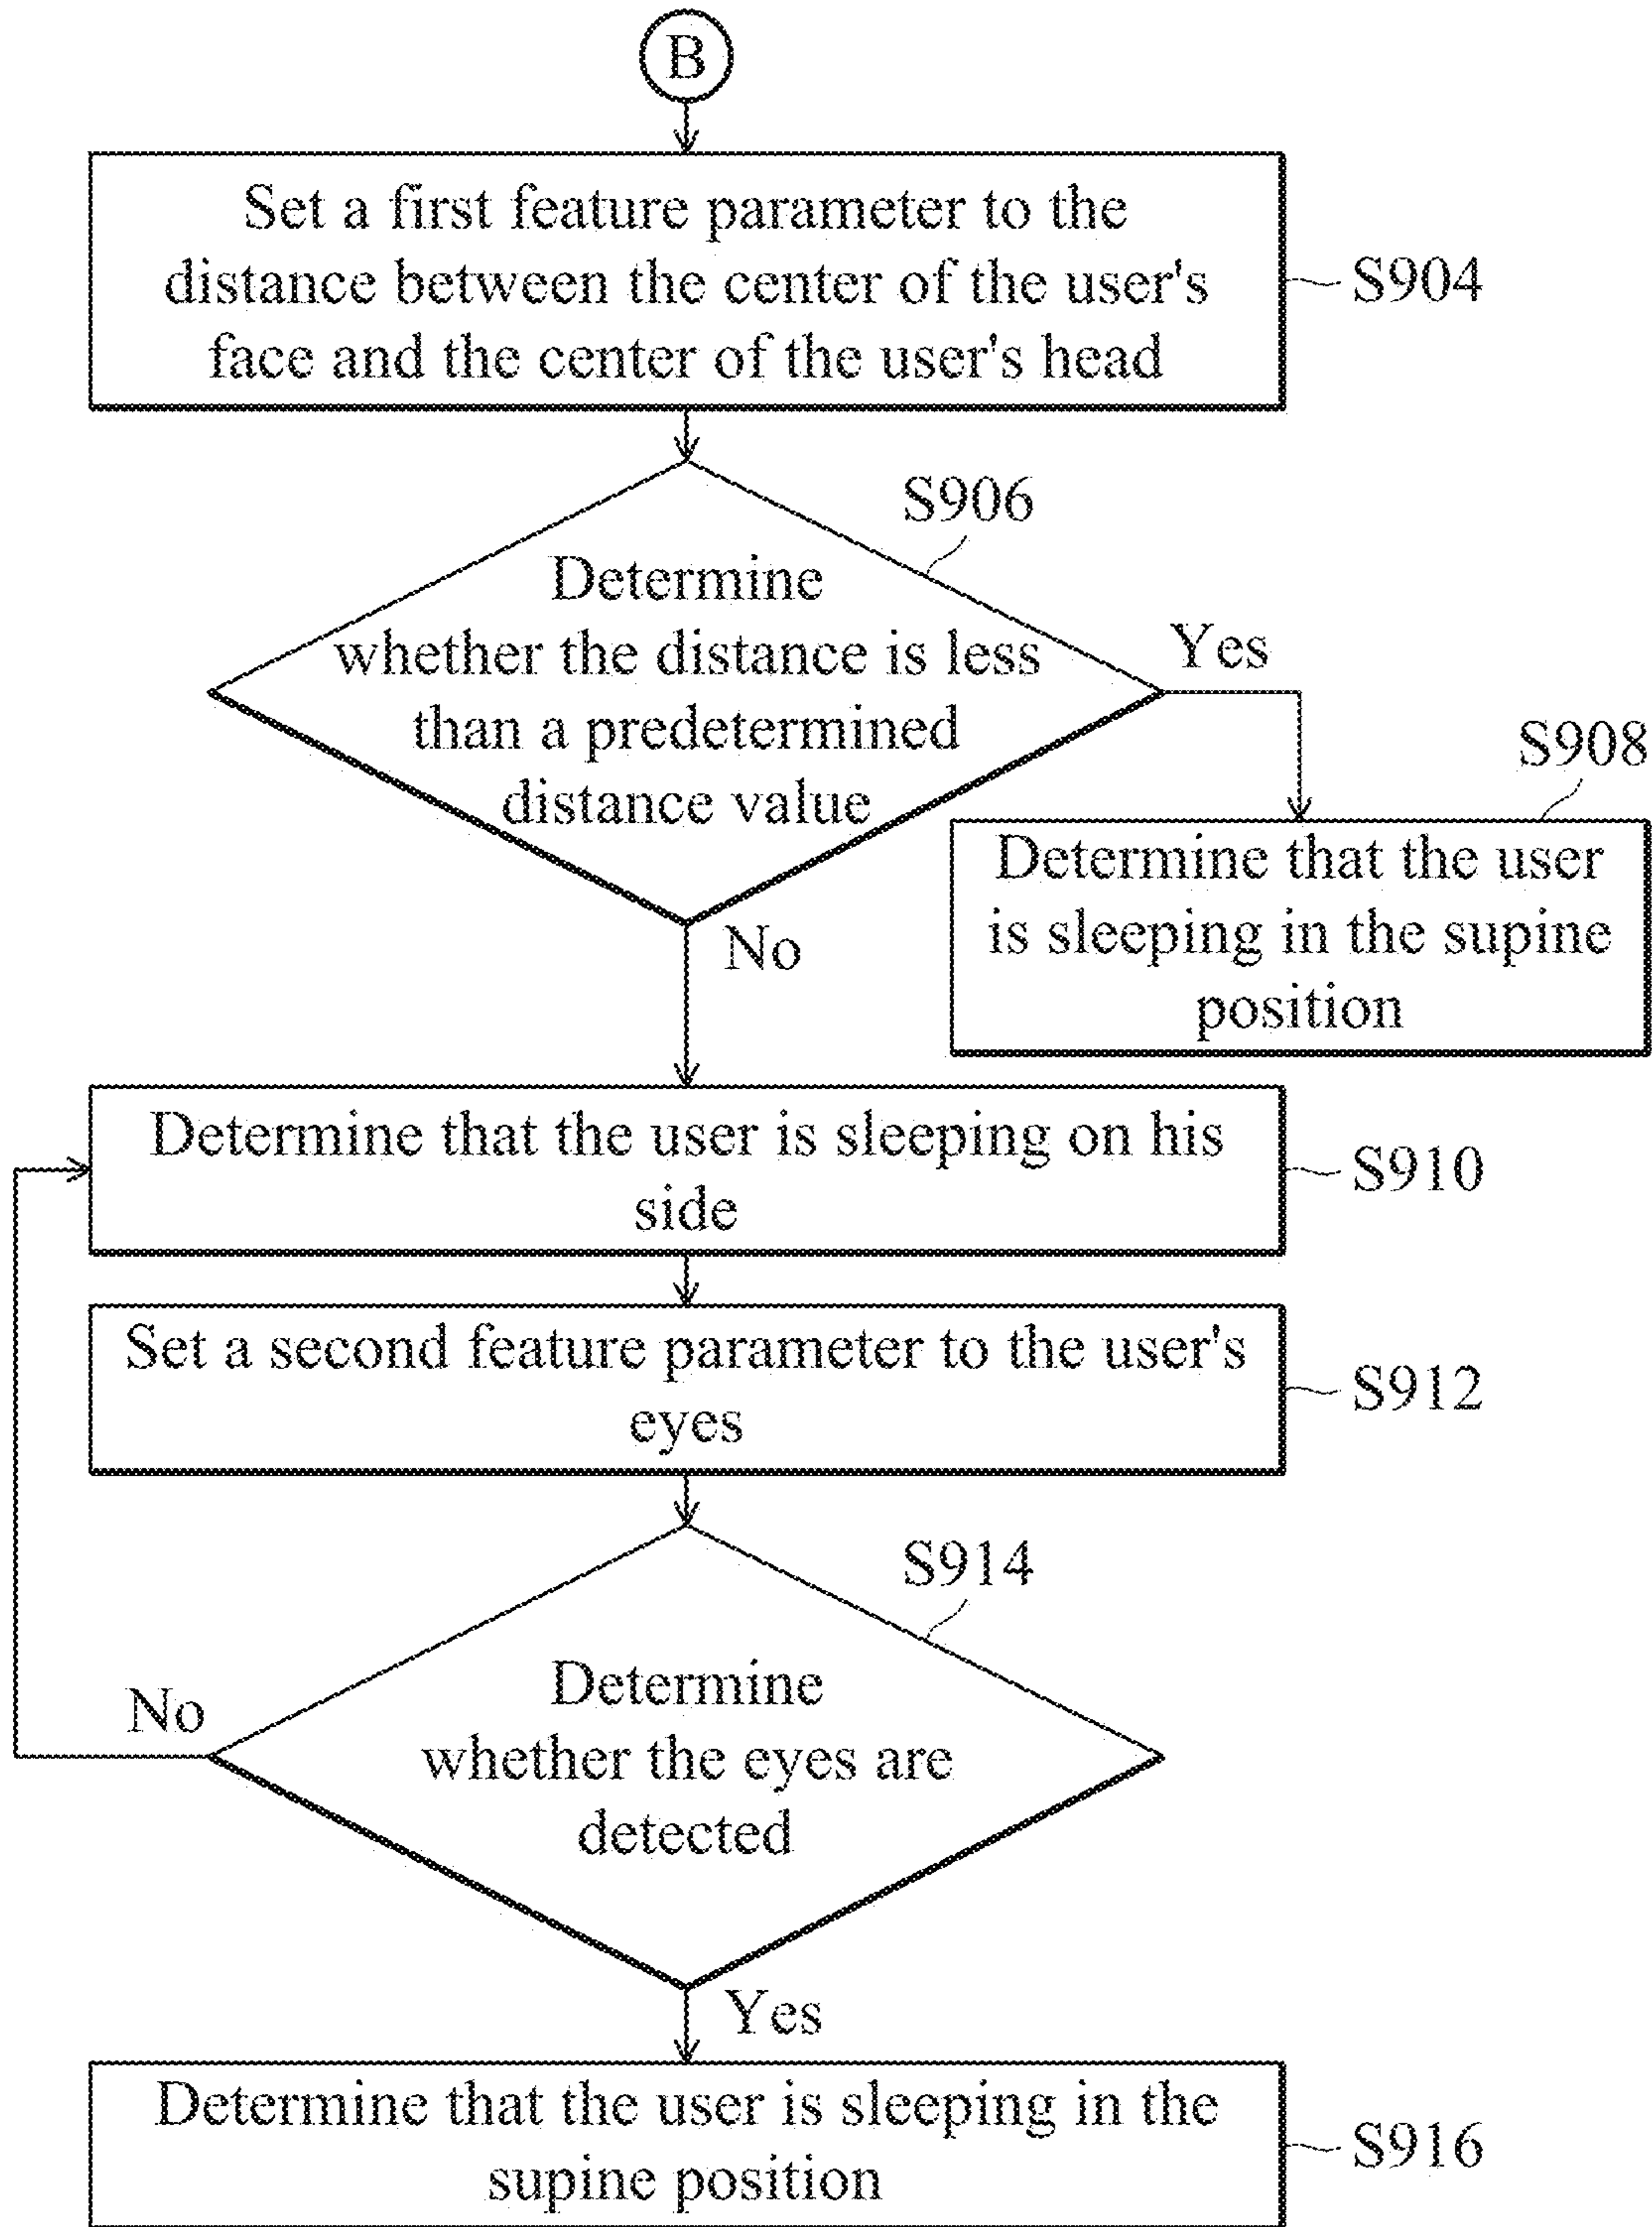 B
Set a first feature parameter to the
distance between the center of the user's
face and the center of the user's head
S904
S906
Determine
whether the distance is less
than a predetermined
distance value
Yes
No
S908
Determine that the user
is sleeping in the supine
position
Determine that the user is sleeping on his
side
S910
Set a second feature parameter to the user's
eyes
S912
S914
Determine
whether the eyes are
detected
No
Yes
Determine that the user is sleeping in the
supine position
S916